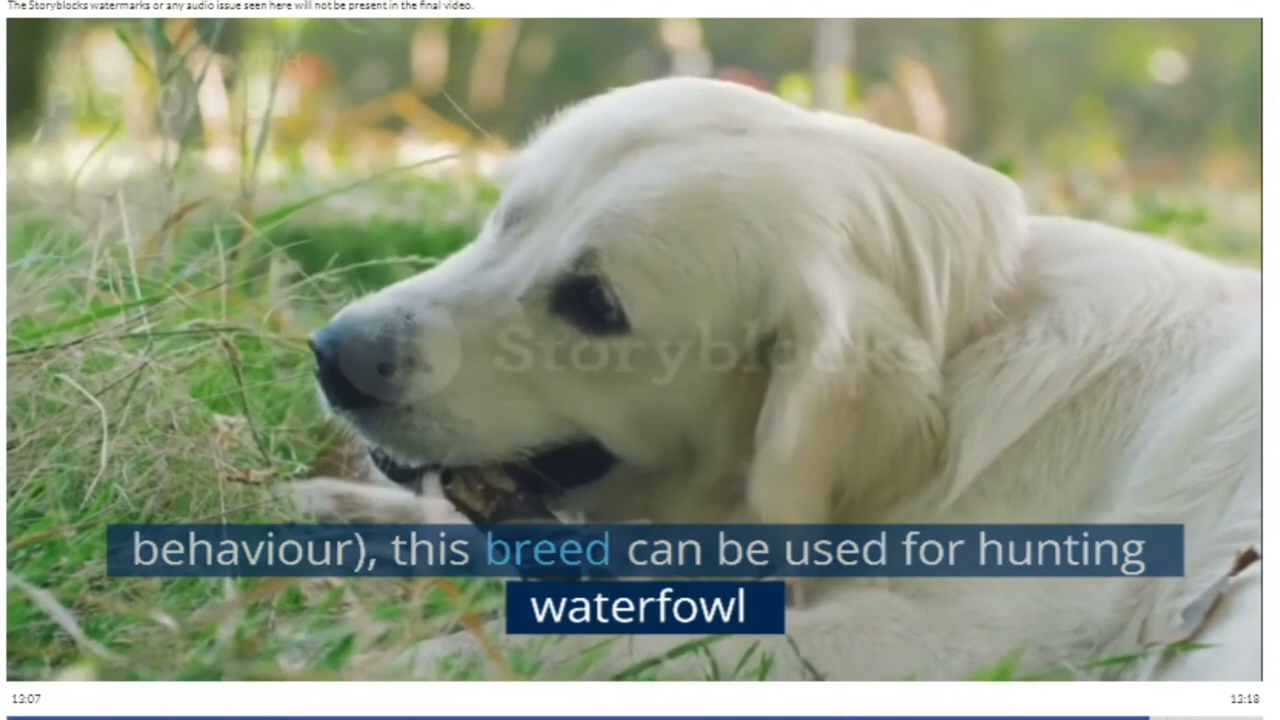 The Storyblocks watermarks or any audio issue seen here will not be present in the final video.
Storyblocks
behaviour), this breed can be used for hunting
waterfowl
13:07
13:18